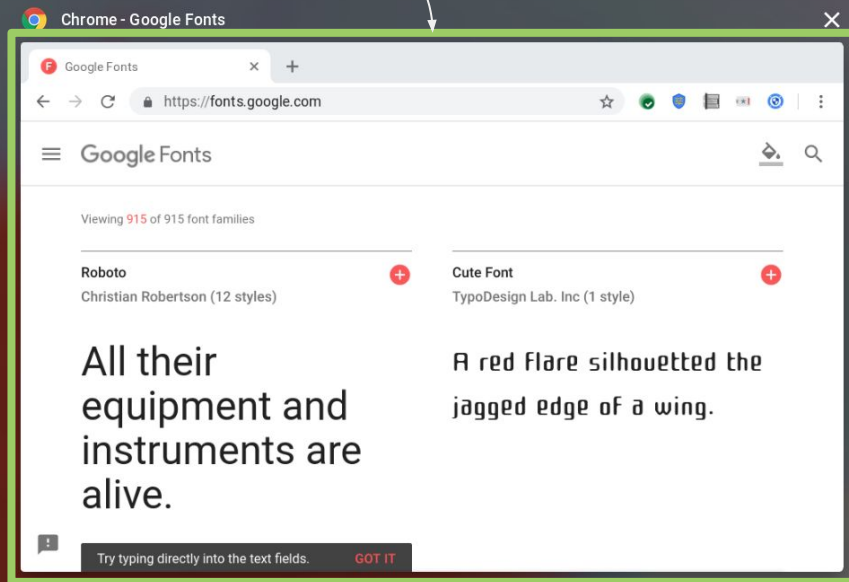 Chrome - Google Fonts
Google Fonts
https://fonts.google.com
Google Fonts
Viewing 915 of 915 font families
Roboto
Christian Robertson (12 styles)
All their
equipment and
instruments are
alive.
Cute Font
TypoDesign Lab. Inc (1 style)
A red flare silhouetted the
jagged edge of a wing.
Try typing directly into the text fields. GOT IT